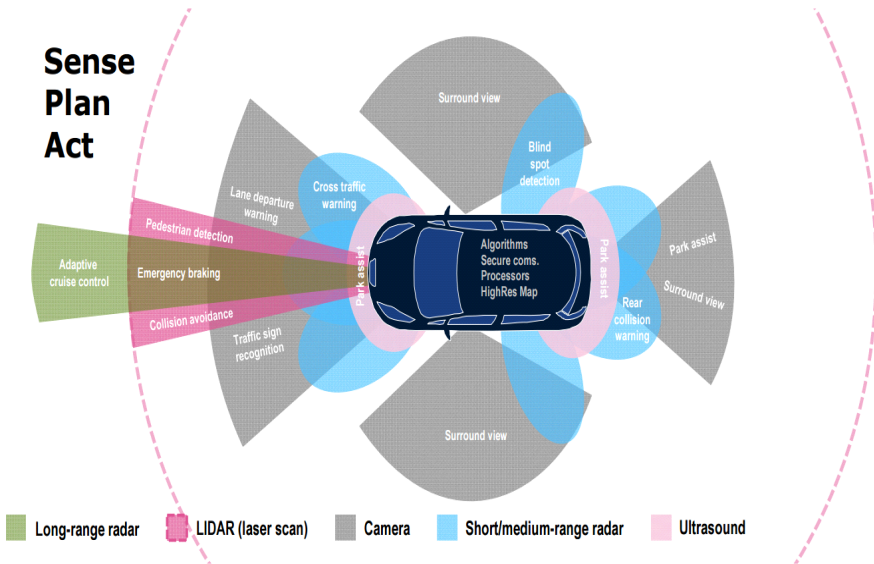 Sense
Plan
Act
Surround view
Blind
spot
detection
Cross traffic
warning
Lane departure
warning
Pedestrian detection
Adaptive
cruise control
Emergency braking
Collision avoidance
Traffic sign
recognition
Park assist
Algorithms
Secure coms.
Processors
HighRes Map
Park assist
Park assist
Surround view
Rear
collision
warning
Surround view
Long-range radar
LIDAR (laser scan)
Camera
Short/medium-range radar
Ultrasound